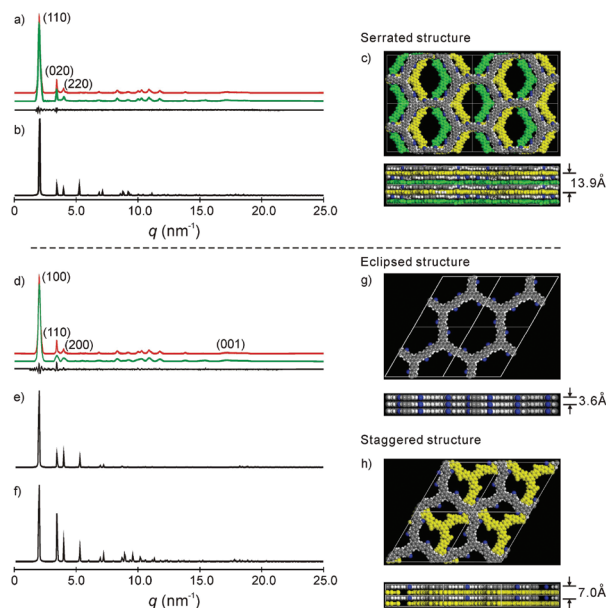 a)
(110)
(020)
(220)
b)
0 5.0 10.0 15.0 20.0 25.0
q (nm⁻¹)
Serrated structure
c)
13.9Å
d)
(100)
(110)
(200)
(001)
e)
f)
0 5.0 10.0 15.0 20.0 25.0
q (nm⁻¹)
Eclipsed structure
g)
3.6Å
Staggered structure
h)
7.0Å